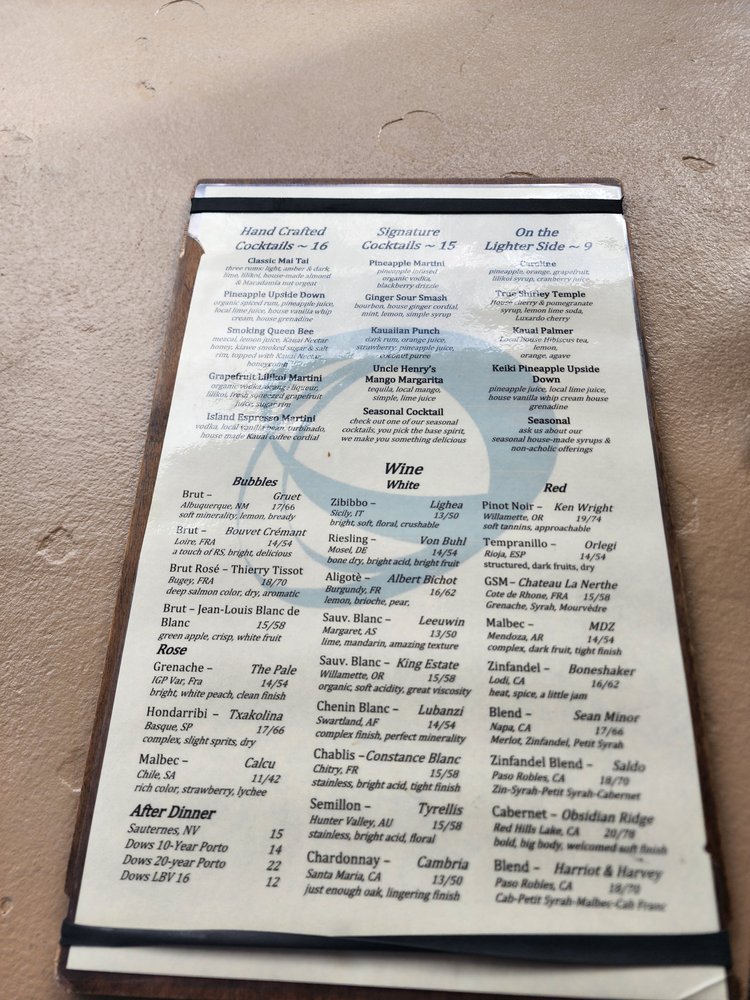 Hand Crafted
Cocktails ~ 16
Classic Mai Tai
three rums: light, amber & dark,
lime, lilikoi, house-made almond
& Macadamia nut orgeat
Pineapple Upside Down
organic spiced rum, pineapple juice,
local lime juice, house vanilla whip
cream, house grenadine
Smoking Queen Bee
mezcal, lemon juice, Kauai Nectar
honey, kiawe smoked sugar & salt
rim, topped with Kauai Nectar
honeycomb
Grapefruit Lilikoi Martini
organic vodka, orange liqueur,
lilikoi, fresh squeezed grapefruit
juice, sugar rim
Island Espresso Martini
vodka, local vanilla bean, turbinado,
house made Kauai coffee cordial
Signature
Cocktails ~ 15
Pineapple Martini
pineapple infused
organic vodka,
blackberry drizzle
Ginger Sour Smash
bourbon, house ginger cordial,
mint, lemon, simple syrup
Kauaiian Punch
dark rum, orange juice,
strawberry, pineapple juice,
coconut puree
Uncle Henry's
Mango Margarita
tequila, local mango,
simple, lime juice
Seasonal Cocktail
check out one of our seasonal
cocktails, you pick the base spirit,
we make you something delicious
On the
Lighter Side ~ 9
Caroline
pineapple, orange, grapefruit,
lilikoi syrup, cranberry juice
True Shirley Temple
house cherry & pomegranate
syrup, lemon lime soda,
Luxardo cherry
Kauai Palmer
Local house Hibiscus tea,
lemon,
orange, agave
Keiki Pineapple Upside
Down
pineapple juice, local lime juice,
house vanilla whip cream house
grenadine
Seasonal
ask us about our
seasonal house-made syrups &
non-acholic offerings
Wine
Bubbles
Brut – Gruet
Albuquerque, NM 17/66
soft minerality, lemon, bready
Brut – Bouvet Crémant
Loire, FRA 14/54
a touch of RS, bright, delicious
Brut Rosé – Thierry Tissot
Bugey, FRA 18/70
deep salmon color, dry, aromatic
Brut – Jean-Louis Blanc de
Blanc 15/58
green apple, crisp, white fruit
Rose
Grenache – The Pale
IGP Var, Fra 14/54
bright, white peach, clean finish
Hondarribi – Txakolina
Basque, SP 17/66
complex, slight sprits, dry
Malbec – Calcu
Chile, SA 11/42
rich color, strawberry, lychee
After Dinner
Sauternes, NV 15
Dows 10-Year Porto 14
Dows 20-year Porto 22
Dows LBV 16 12
White
Zibibbo – Lighea
Sicily, IT 13/50
bright, soft, floral, crushable
Riesling – Von Buhl
Mosel, DE 14/54
bone dry, bright acid, bright fruit
Aligotè – Albert Bichot
Burgundy, FR 16/62
lemon, brioche, pear,
Sauv. Blanc – Leeuwin
Margaret, AS 13/50
lime, mandarin, amazing texture
Sauv. Blanc – King Estate
Willamette, OR 15/58
organic, soft acidity, great viscosity
Chenin Blanc – Lubanzi
Swartland, AF 14/54
complex finish, perfect minerality
Chablis –Constance Blanc
Chitry, FR 15/58
stainless, bright acid, tight finish
Semillon – Tyrellis
Hunter Valley, AU 15/58
stainless, bright acid, floral
Chardonnay – Cambria
Santa Maria, CA 13/50
just enough oak, lingering finish
Red
Pinot Noir – Ken Wright
Willamette, OR 19/74
soft tannins, approachable
Tempranillo – Orlegi
Rioja, ESP 14/54
structured, dark fruits, dry
GSM – Chateau La Nerthe
Cote de Rhone, FRA 15/58
Grenache, Syrah, Mourvèdre
Malbec – MDZ
Mendoza, AR 14/54
complex, dark fruit, tight finish
Zinfandel – Boneshaker
Lodi, CA 16/62
heat, spice, a little jam
Blend – Sean Minor
Napa, CA 17/66
Merlot, Zinfandel, Petit Syrah
Zinfandel Blend – Saldo
Paso Robles, CA 18/70
Zin-Syrah-Petit Syrah-Cabernet
Cabernet – Obsidian Ridge
Red Hills Lake, CA 20/78
bold, big body, welcomed soft finish
Blend – Harriot & Harvey
Paso Robles, CA 18/70
Cab-Petit Syrah-Malbec-Cab Franc